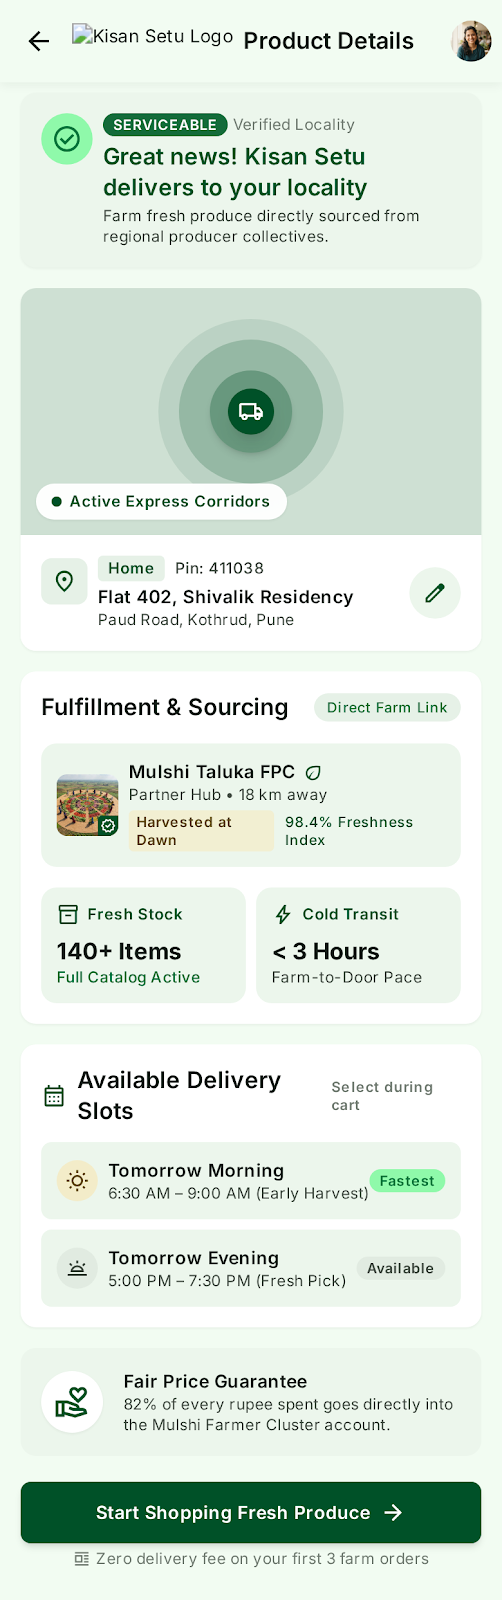 Kisan Setu Logo
Product Details
SERVICEABLE Verified Locality
Great news! Kisan Setu
delivers to your locality
Farm fresh produce directly sourced from
regional producer collectives.
Active Express Corridors
Home Pin: 411038
Flat 402, Shivalik Residency
Paud Road, Kothrud, Pune
Fulfillment & Sourcing
Direct Farm Link
Mulshi Taluka FPC
Partner Hub • 18 km away
Harvested at
Dawn
98.4% Freshness
Index
Fresh Stock
140+ Items
Full Catalog Active
Cold Transit
< 3 Hours
Farm-to-Door Pace
Available Delivery
Slots
Select during
cart
Tomorrow Morning
6:30 AM – 9:00 AM (Early Harvest)
Fastest
Tomorrow Evening
5:00 PM – 7:30 PM (Fresh Pick)
Available
Fair Price Guarantee
82% of every rupee spent goes directly into
the Mulshi Farmer Cluster account.
Start Shopping Fresh Produce
Zero delivery fee on your first 3 farm orders